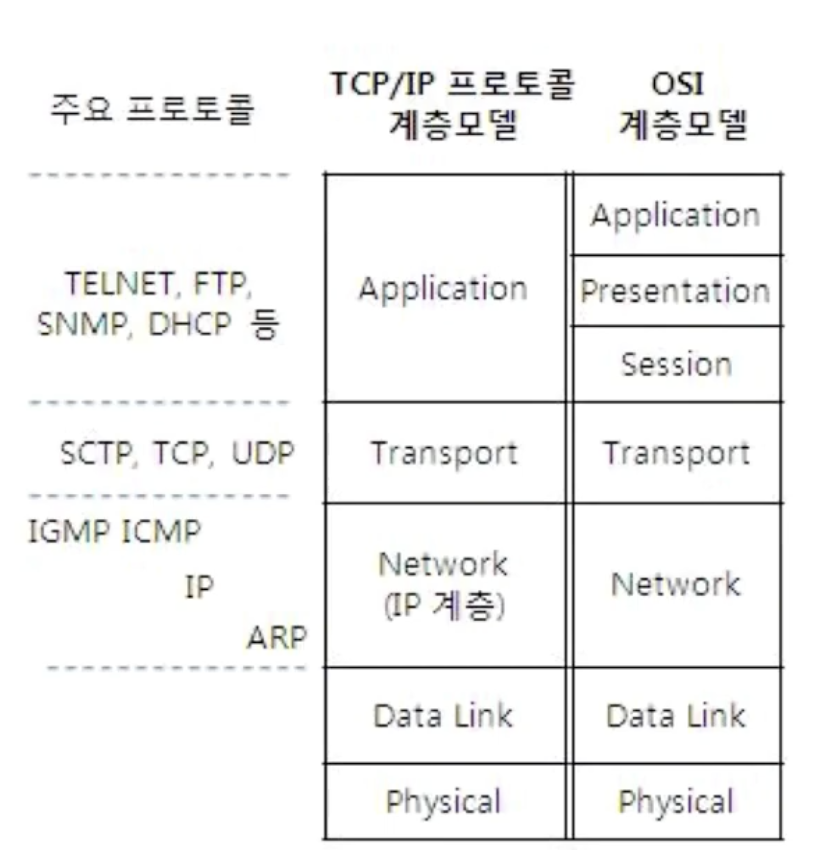 주요 프로토콜
TCP/IP 프로토콜
계층모델
OSI
계층모델
TELNET, FTP,
SNMP, DHCP 등
Application
Application
Presentation
Session
SCTP, TCP, UDP
Transport
Transport
IGMP ICMP
IP
ARP
Network
(IP 계층)
Network
Data Link
Data Link
Physical
Physical